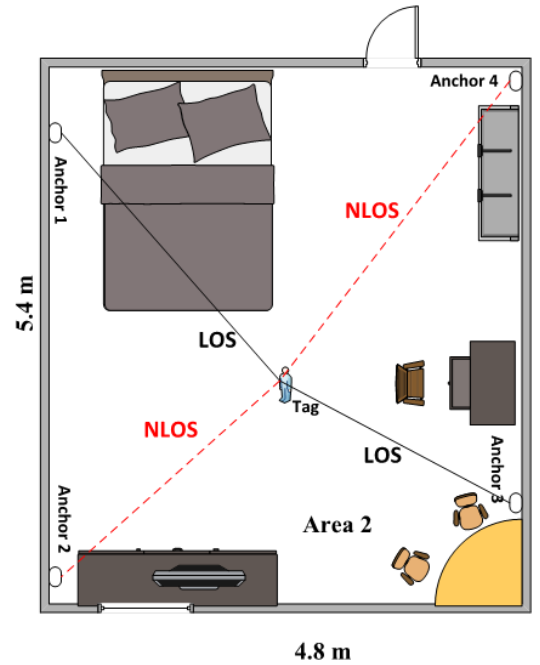 Anchor 4
Anchor 1
NLOS
5.4 m
LOS
Tag
NLOS
LOS
Anchor 3
Anchor 2
Area 2
4.8 m